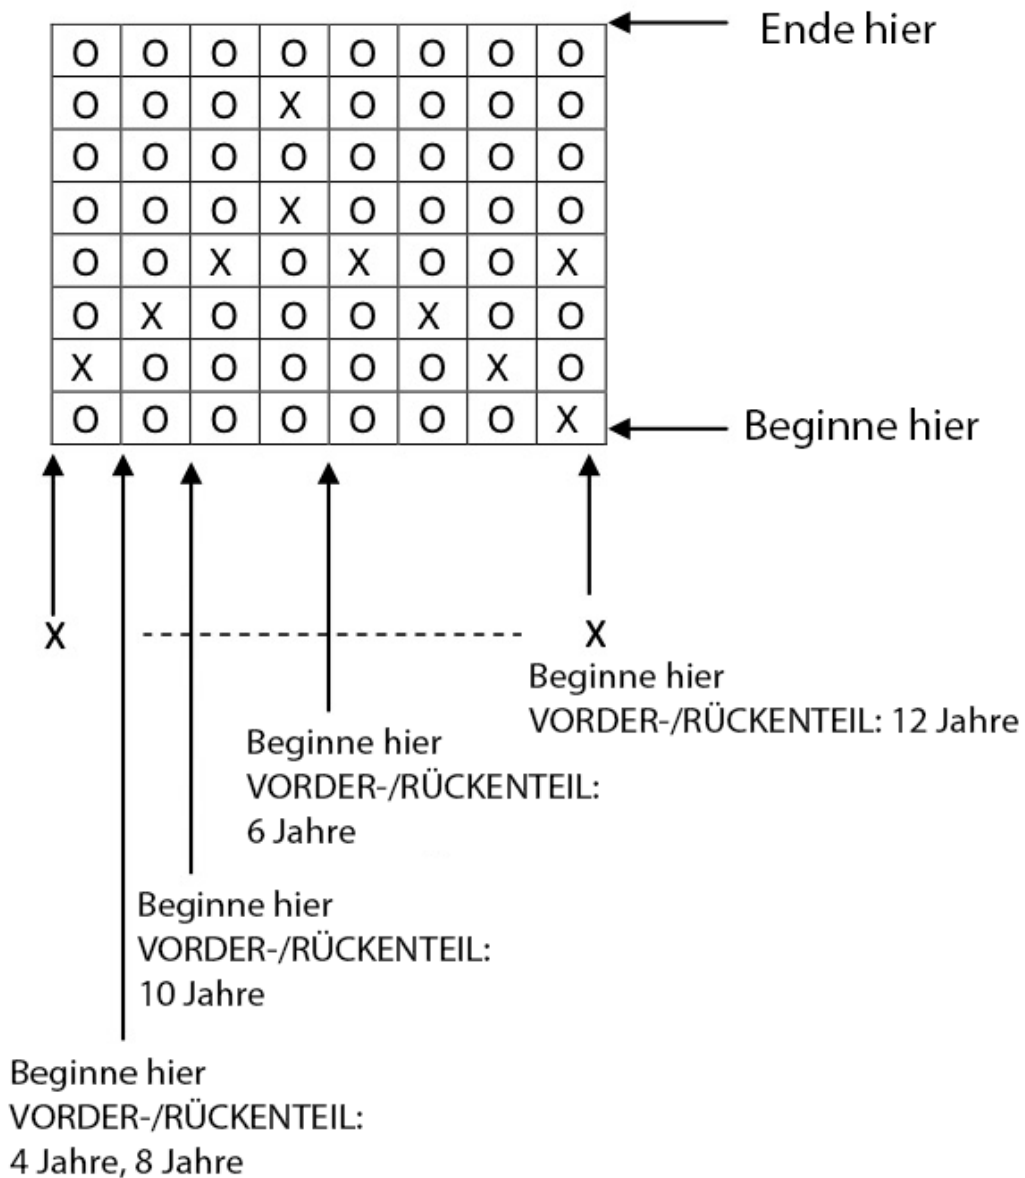 Ende hier
O O O O O O O O
O O O X O O O O
O O O O O O O O
O O O X O O O O
O O X O X O O X
O X O O O X O O
X O O O O O X O
O O O O O O O X
Beginne hier
X X
Beginne hier
VORDER-/RÜCKENTEIL: 12 Jahre
Beginne hier
VORDER-/RÜCKENTEIL:
6 Jahre
Beginne hier
VORDER-/RÜCKENTEIL:
10 Jahre
Beginne hier
VORDER-/RÜCKENTEIL:
4 Jahre, 8 Jahre